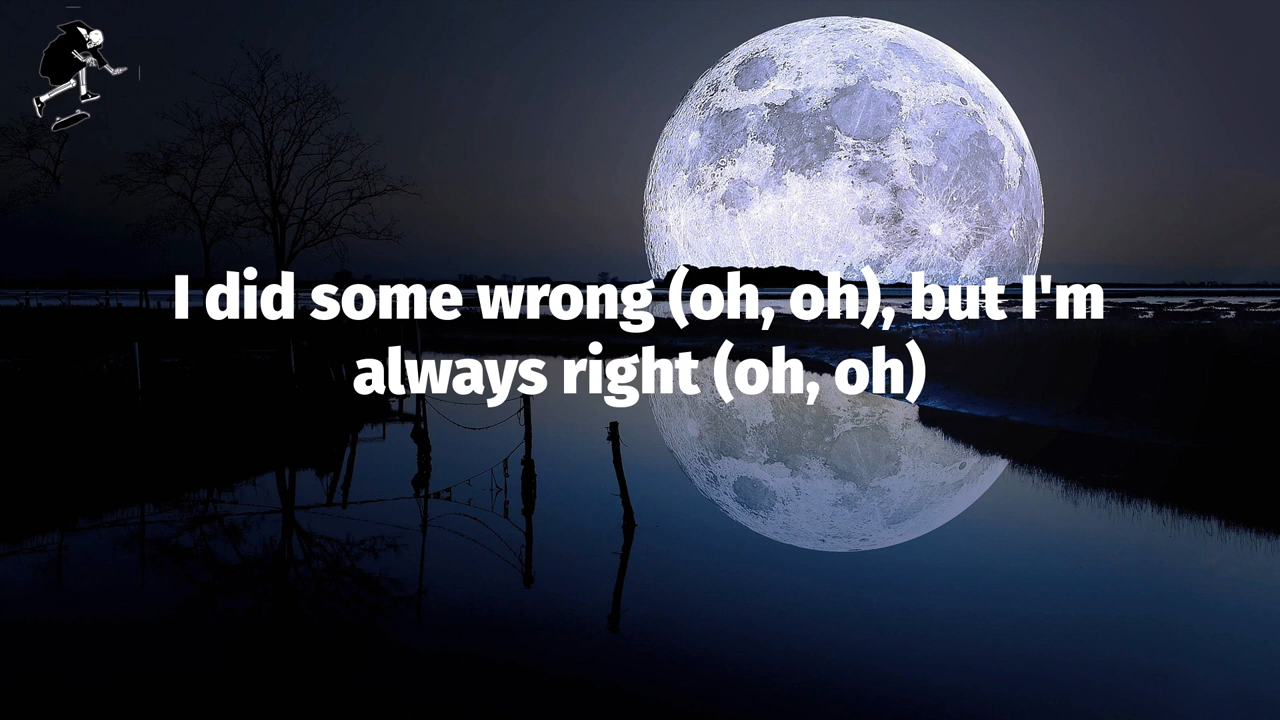 I did some wrong (oh, oh), but I'm
always right (oh, oh)